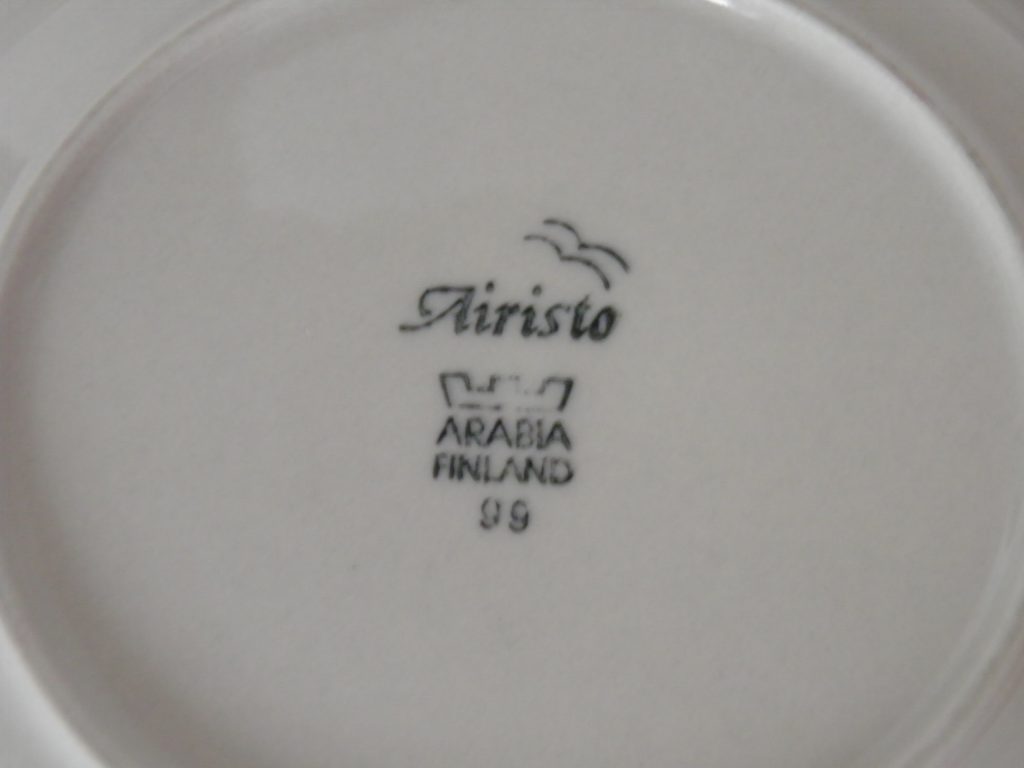 Airisto
ARABIA
FINLAND
99